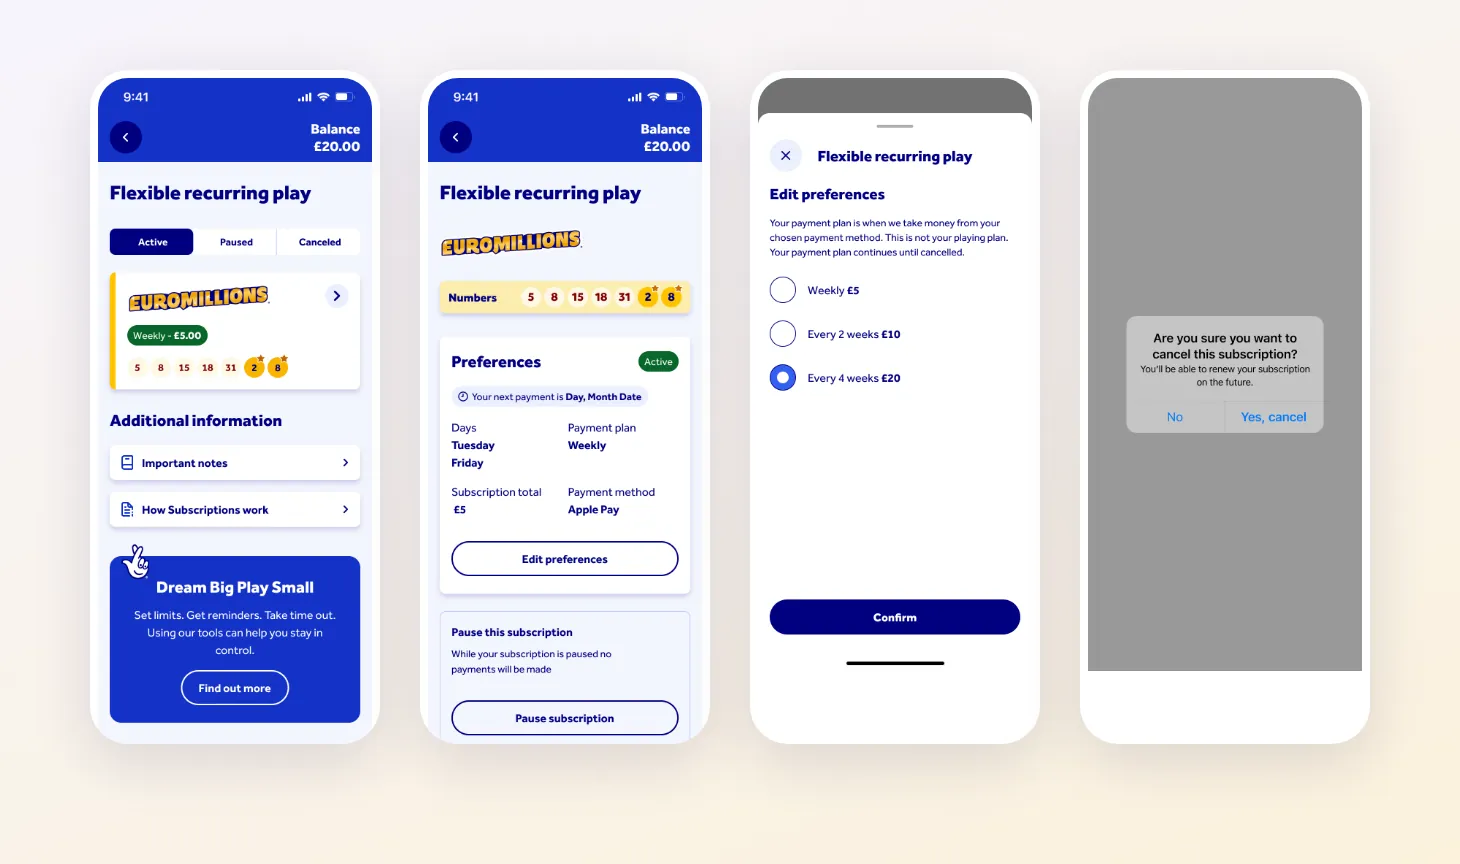 9:41
Balance
£20.00
Flexible recurring play
Active
Paused
Canceled
EUROMILLIONS
Weekly - £5.00
5 8 15 18 31 2 8
Additional information
Important notes
How Subscriptions work
Dream Big Play Small
Set limits. Get reminders. Take time out.
Using our tools can help you stay in
control.
Find out more
9:41
Balance
£20.00
Flexible recurring play
EUROMILLIONS
Numbers 5 8 15 18 31 2 8
Preferences
Active
Your next payment is Day, Month Date
Days
Tuesday
Friday
Payment plan
Weekly
Subscription total
£5
Payment method
Apple Pay
Edit preferences
Pause this subscription
While your subscription is paused no
payments will be made
Pause subscription
Flexible recurring play
Edit preferences
Your payment plan is when we take money from your
chosen payment method. This is not your playing plan.
Your payment plan continues until cancelled.
Weekly £5
Every 2 weeks £10
Every 4 weeks £20
Confirm
Are you sure you want to
cancel this subscription?
You'll be able to renew your subscription
on the future.
No
Yes, cancel